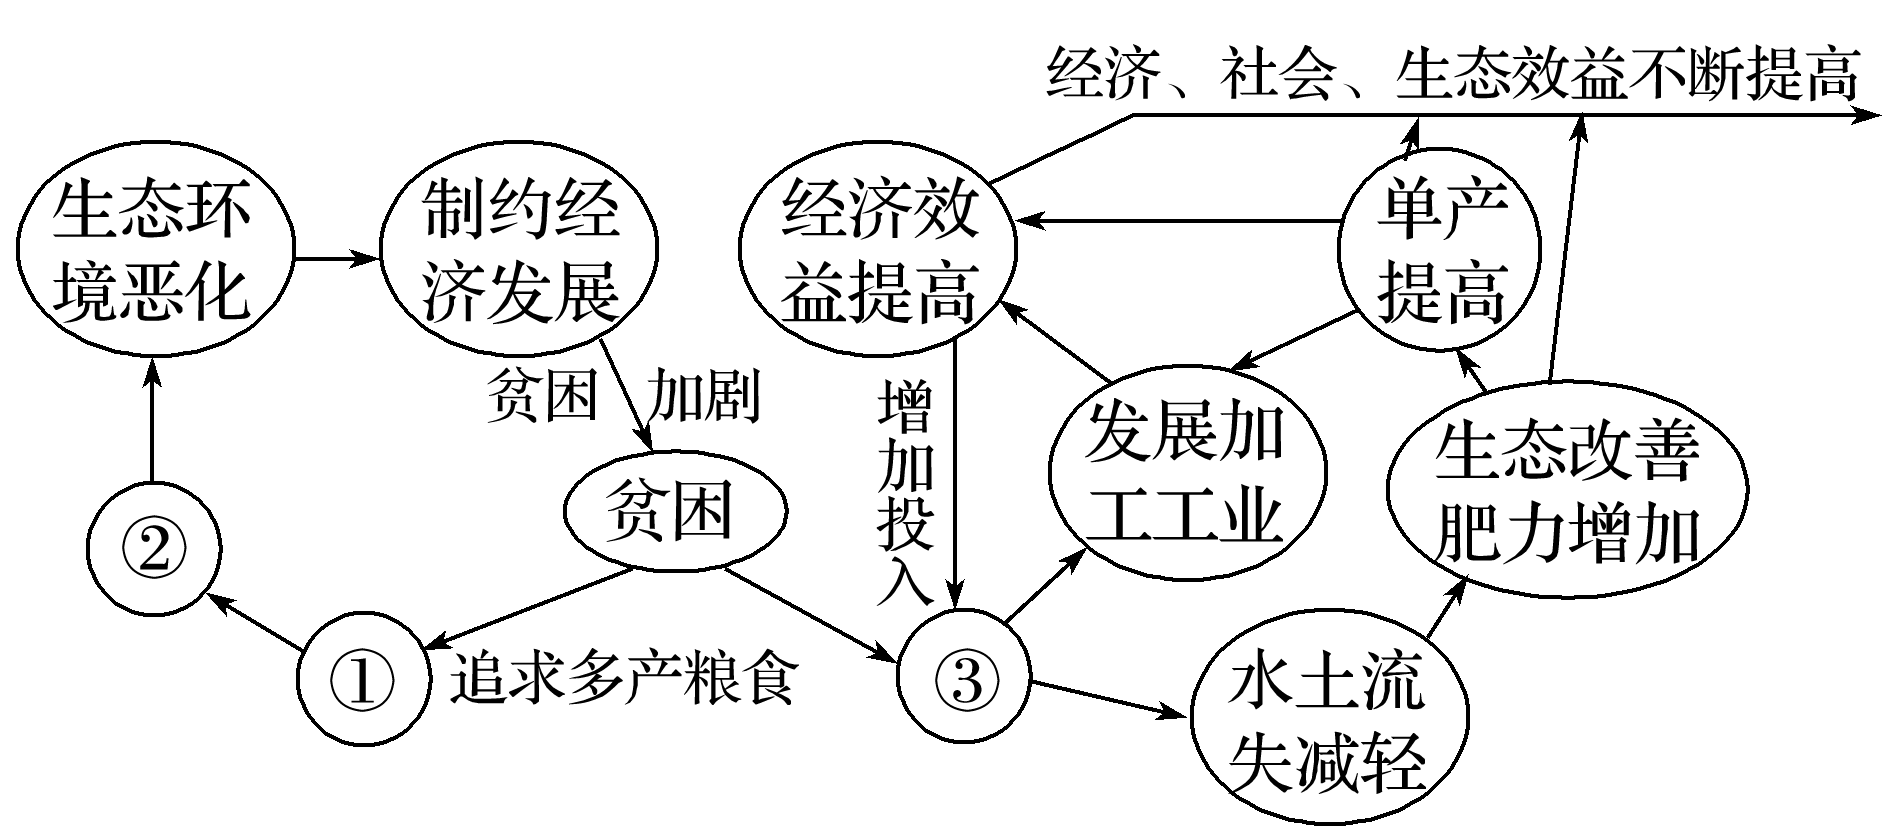 经济、社会、生态效益不断提高
生态环
境恶化
制约经
济发展
经济效
益提高
单产
提高
贫困 加剧
增加投入
发展加
工工业
生态改善
肥力增加
贫困
②
①
追求多产粮食
③
水土流
失减轻